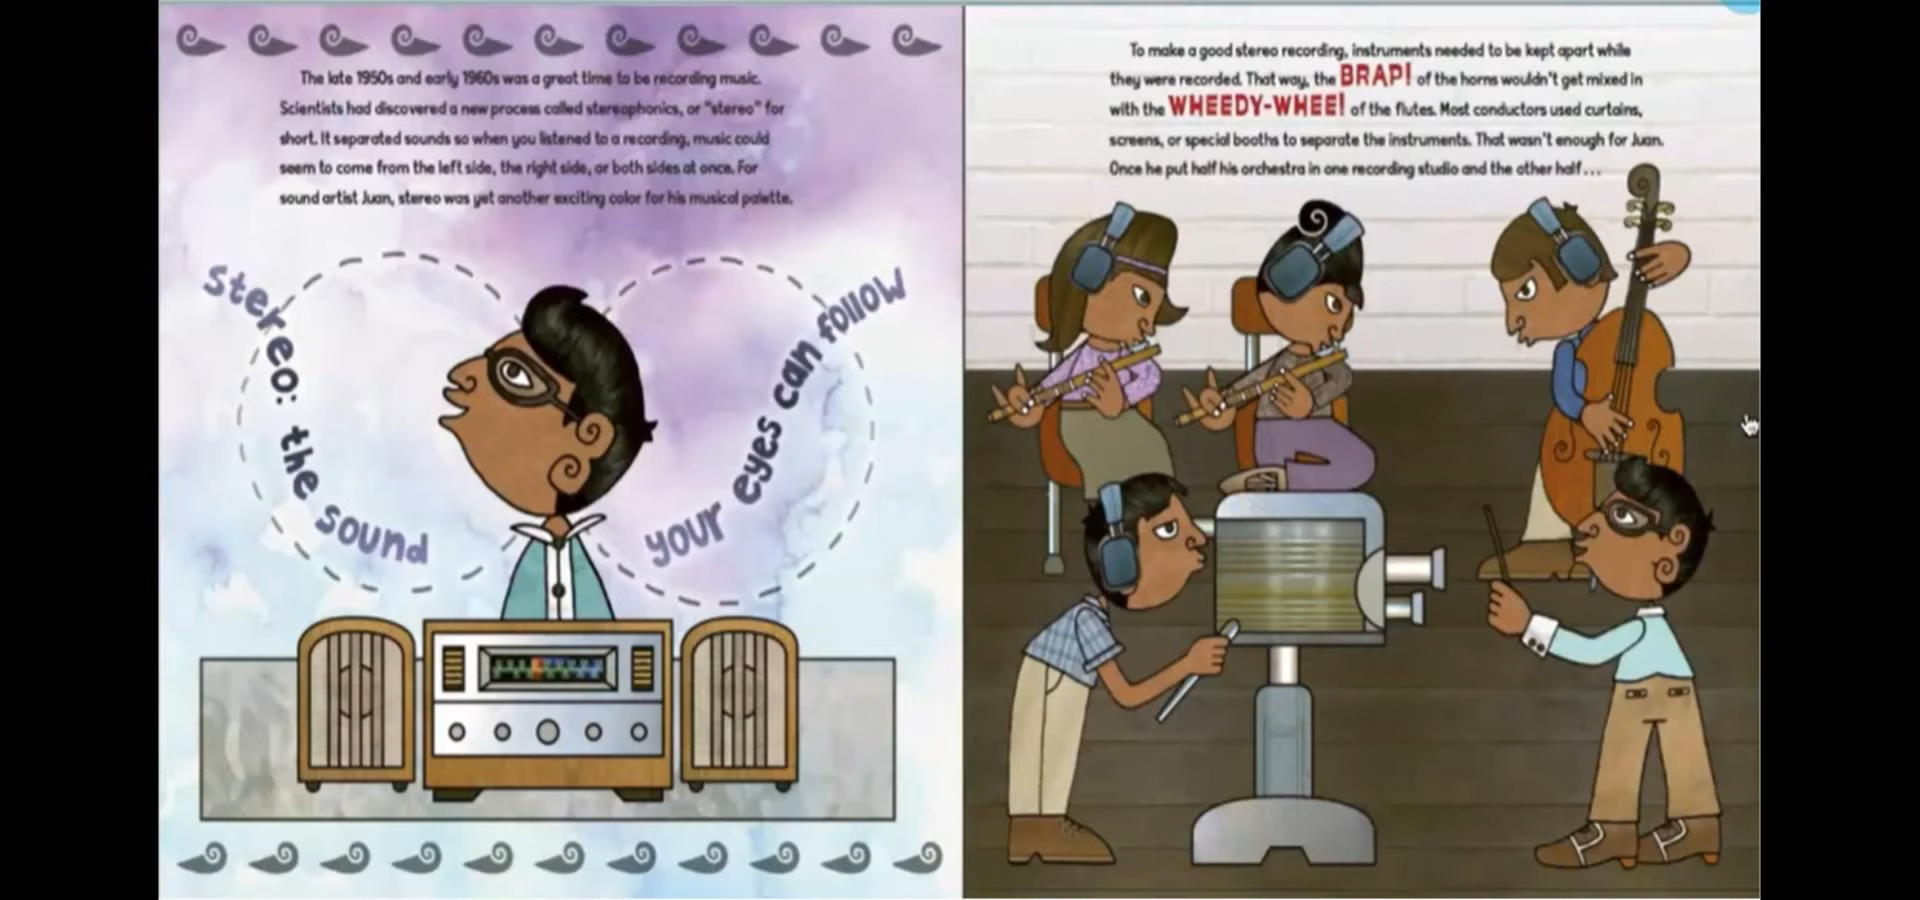 The late 1950s and early 1960s was a great time to be recording music.
Scientists had discovered a new process called stereophonics, or "stereo" for
short. It separated sounds so when you listened to a recording, music could
seem to come from the left side, the right side, or both sides at once. For
sound artist Juan, stereo was yet another exciting color for his musical palette.
stereo: the sound
your eyes can follow
To make a good stereo recording, instruments needed to be kept apart while
they were recorded. That way, the BRAP! of the horns wouldn't get mixed in
with the WHEEDY-WHEE! of the flutes. Most conductors used curtains,
screens, or special booths to separate the instruments. That wasn't enough for Juan.
Once he put half his orchestra in one recording studio and the other half...